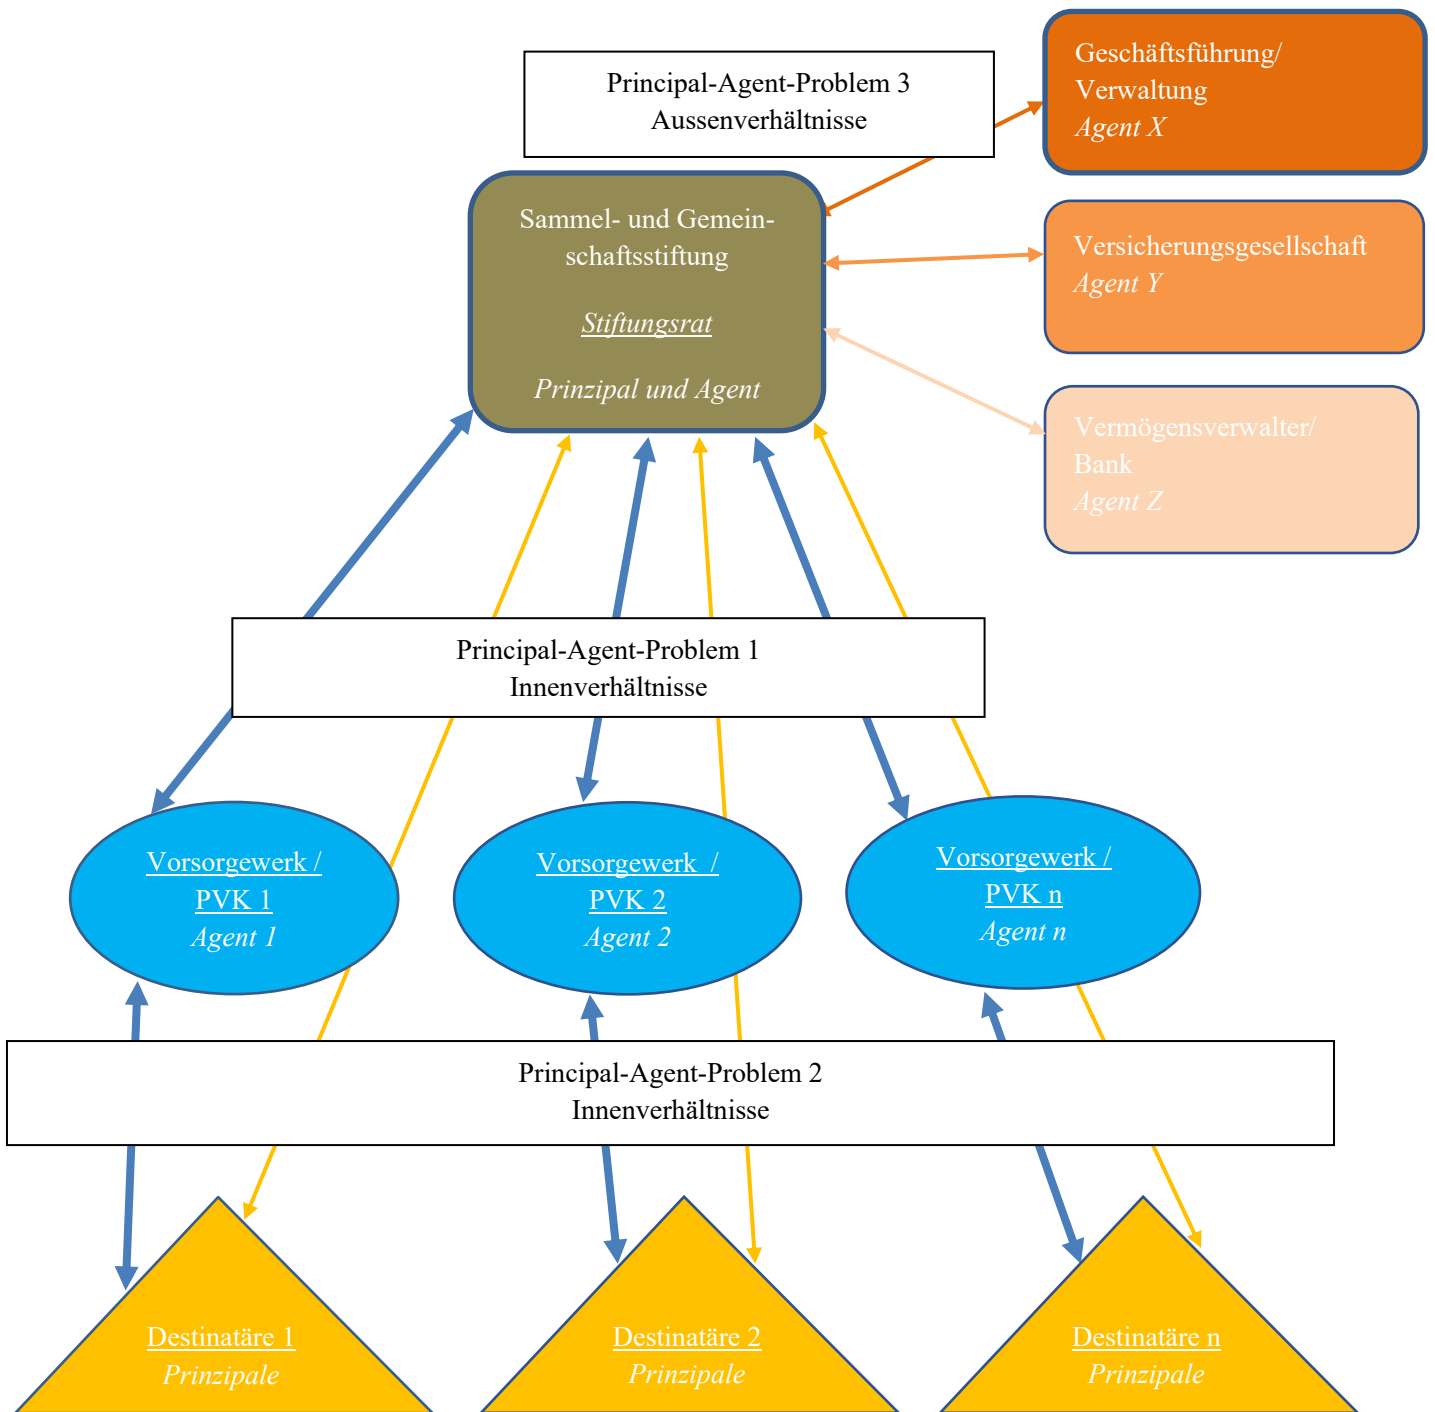 Principal-Agent-Problem 3
Aussenverhältnisse
Geschäftsführung/
Verwaltung
Agent X
Sammel- und Gemein-
schaftsstiftung
Stiftungsrat
Prinzipal und Agent
Versicherungsgesellschaft
Agent Y
Vermögensverwalter/
Bank
Agent Z
Principal-Agent-Problem 1
Innenverhältnisse
Vorsorgewerk /
PVK 1
Agent 1
Vorsorgewerk /
PVK 2
Agent 2
Vorsorgewerk /
PVK n
Agent n
Principal-Agent-Problem 2
Innenverhältnisse
Destinatäre 1
Prinzipale
Destinatäre 2
Prinzipale
Destinatäre n
Prinzipale